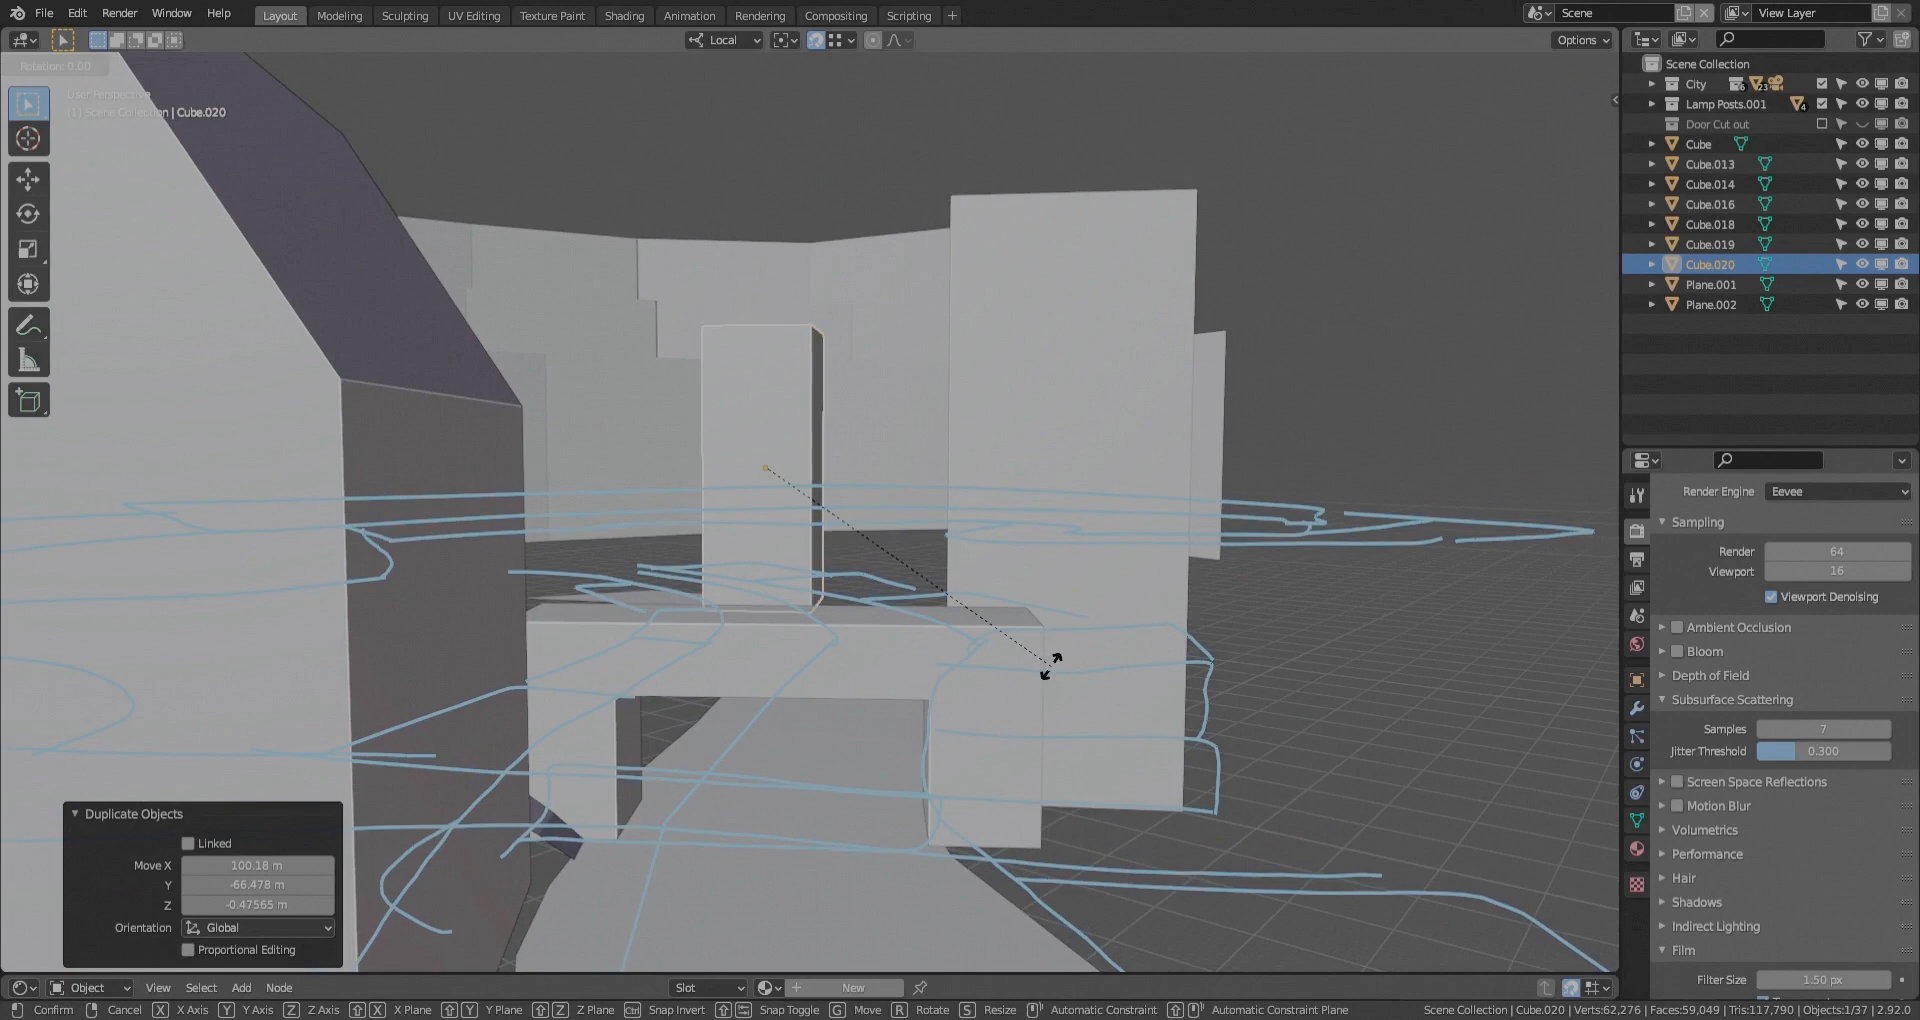 File Edit Render Window Help Layout Modeling Sculpting UV Editing Texture Paint Shading Animation Rendering Compositing Scripting + Scene View Layer
Local Options
Rotation: 0.00
User Perspective
(1) Scene Collection | Cube.020
Scene Collection
City 6 23
Lamp Posts.001 4
Door Cut out
Cube
Cube.013
Cube.014
Cube.016
Cube.018
Cube.019
Cube.020
Plane.001
Plane.002
Render Engine Eevee
Sampling
Render 64
Viewport 16
Viewport Denoising
Ambient Occlusion
Bloom
Depth of Field
Subsurface Scattering
Samples 7
Jitter Threshold 0.300
Screen Space Reflections
Motion Blur
Volumetrics
Performance
Hair
Shadows
Indirect Lighting
Film
Filter Size 1.50 px
Duplicate Objects
Linked
Move X 100.18 m
Y -66.478 m
Z -0.47565 m
Orientation Global
Proportional Editing
Object View Select Add Node Slot New
Confirm Cancel X X Axis Y Y Axis Z Z Axis X X Plane Y Y Plane Z Z Plane Ctrl Snap Invert Snap Toggle G Move R Rotate S Resize Automatic Constraint Automatic Constraint Plane Scene Collection | Cube.020 | Verts:62,276 | Faces:59,049 | Tris:117,790 | Objects:1/37 | 2.92.0